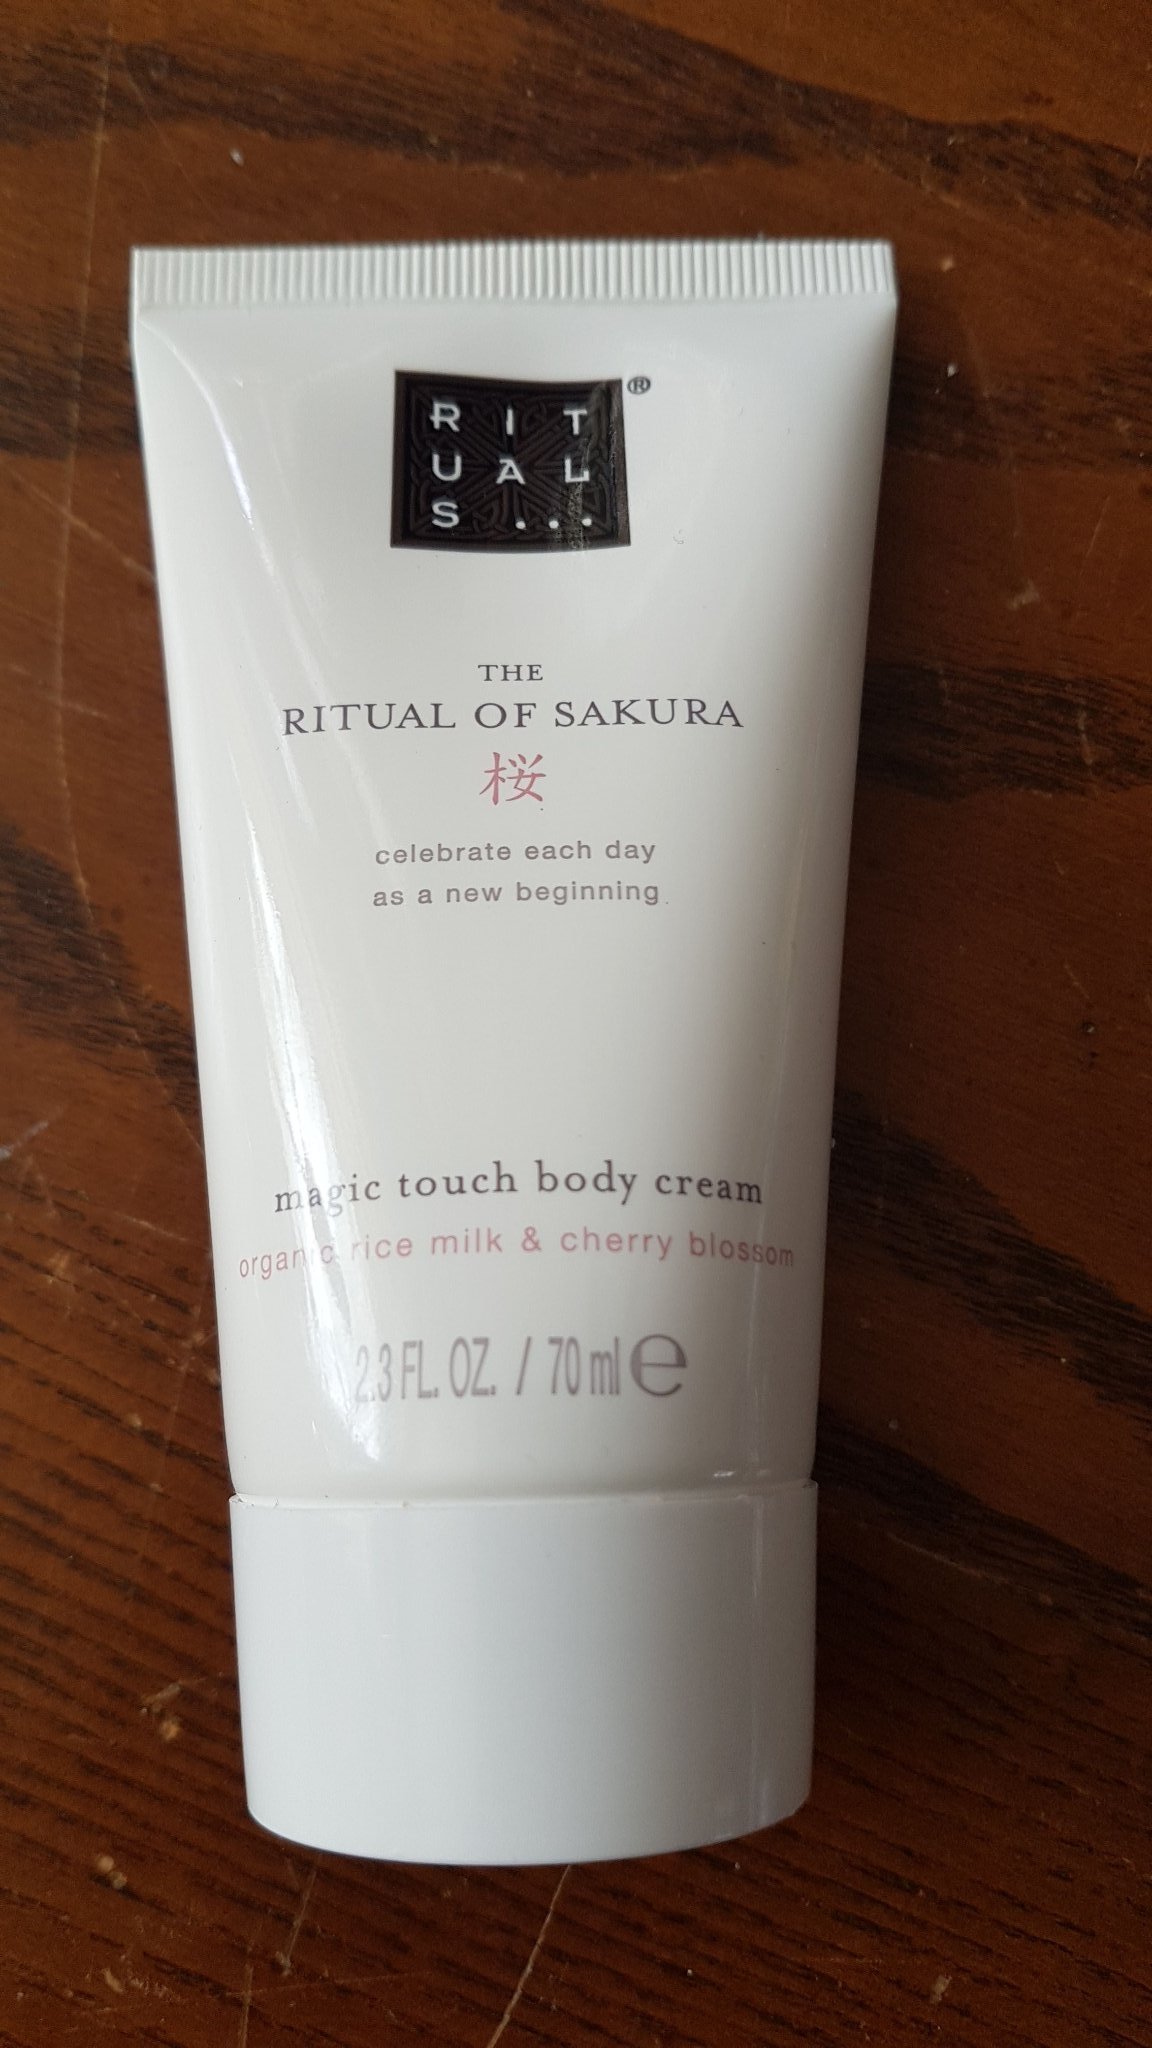 RIT
UAL
S...
®
THE
RITUAL OF SAKURA
桜
celebrate each day
as a new beginning.
magic touch body cream
organic rice milk & cherry blossom
2.3 FL. OZ. / 70 ml ℮